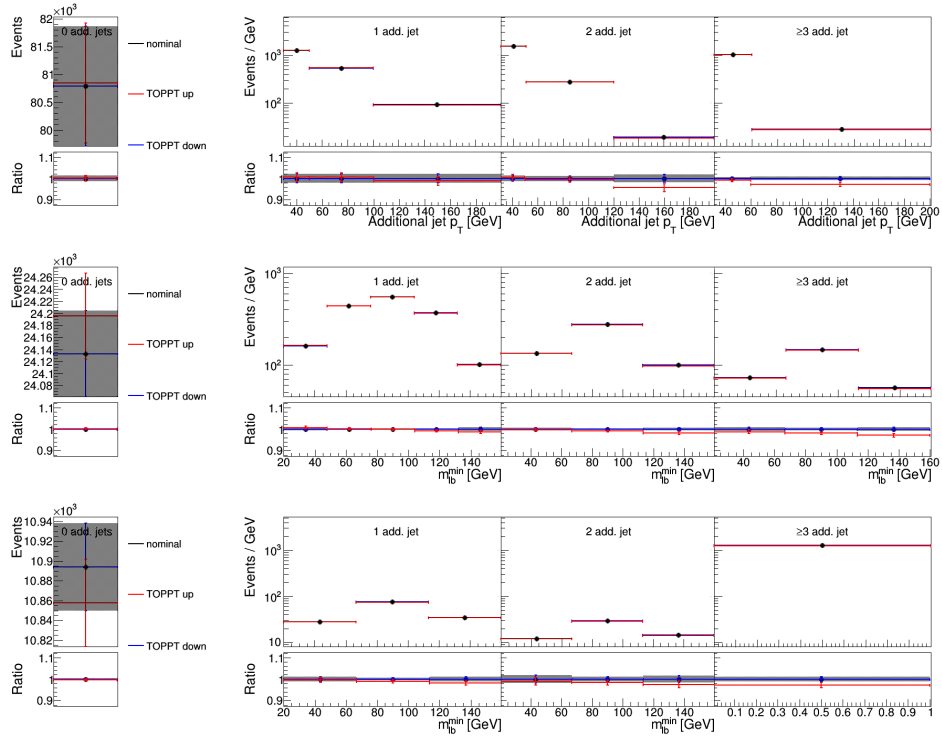 ×10³
82
81.5
81
80.5
80
Events
0 add. jets
nominal
TOPPT up
TOPPT down
Events / GeV
10³
10²
1 add. jet
2 add. jet
≥3 add. jet
Ratio
1.1
1
0.9
Ratio
1.1
1
0.9
40 60 80 100 120 140 160 180
40 60 80 100 120 140 160 180
40 60 80 100 120 140 160 180 200
Additional jet p_T [GeV]
Additional jet p_T [GeV]
Additional jet p_T [GeV]
×10³
24.26
24.24
24.22
24.2
24.18
24.16
24.14
24.12
24.1
24.08
Events
0 add. jets
nominal
TOPPT up
TOPPT down
Events / GeV
10³
10²
1 add. jet
2 add. jet
≥3 add. jet
Ratio
1.1
1
0.9
Ratio
1.1
1
0.9
20 40 60 80 100 120 140
40 60 80 100 120 140
40 60 80 100 120 140 160
m_lb^min [GeV]
m_lb^min [GeV]
m_lb^min [GeV]
×10³
10.94
10.92
10.9
10.88
10.86
10.84
10.82
Events
0 add. jets
nominal
TOPPT up
TOPPT down
Events / GeV
10³
10²
10
1 add. jet
2 add. jet
≥3 add. jet
Ratio
1.1
1
0.9
Ratio
1.1
1
0.9
20 40 60 80 100 120 140
40 60 80 100 120 140
0.1 0.2 0.3 0.4 0.5 0.6 0.7 0.8 0.9 1
m_lb^min [GeV]
m_lb^min [GeV]